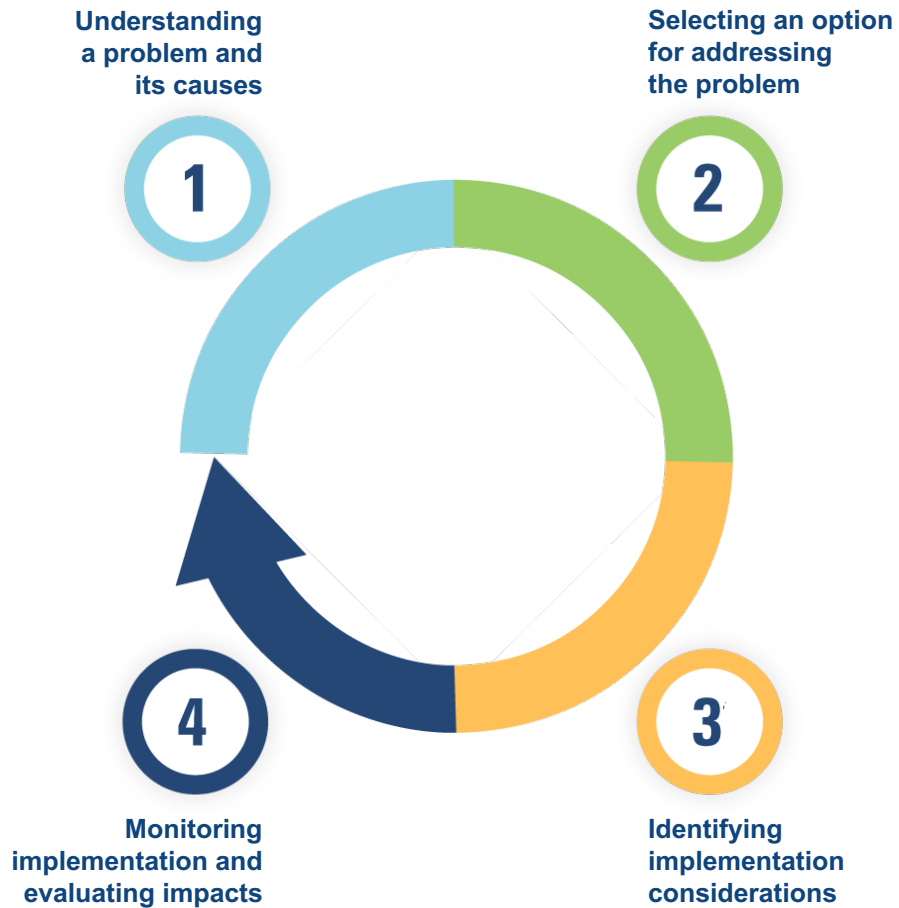 Understanding
a problem and
its causes
1
Selecting an option
for addressing
the problem
2
4
Monitoring
implementation and
evaluating impacts
3
Identifying
implementation
considerations